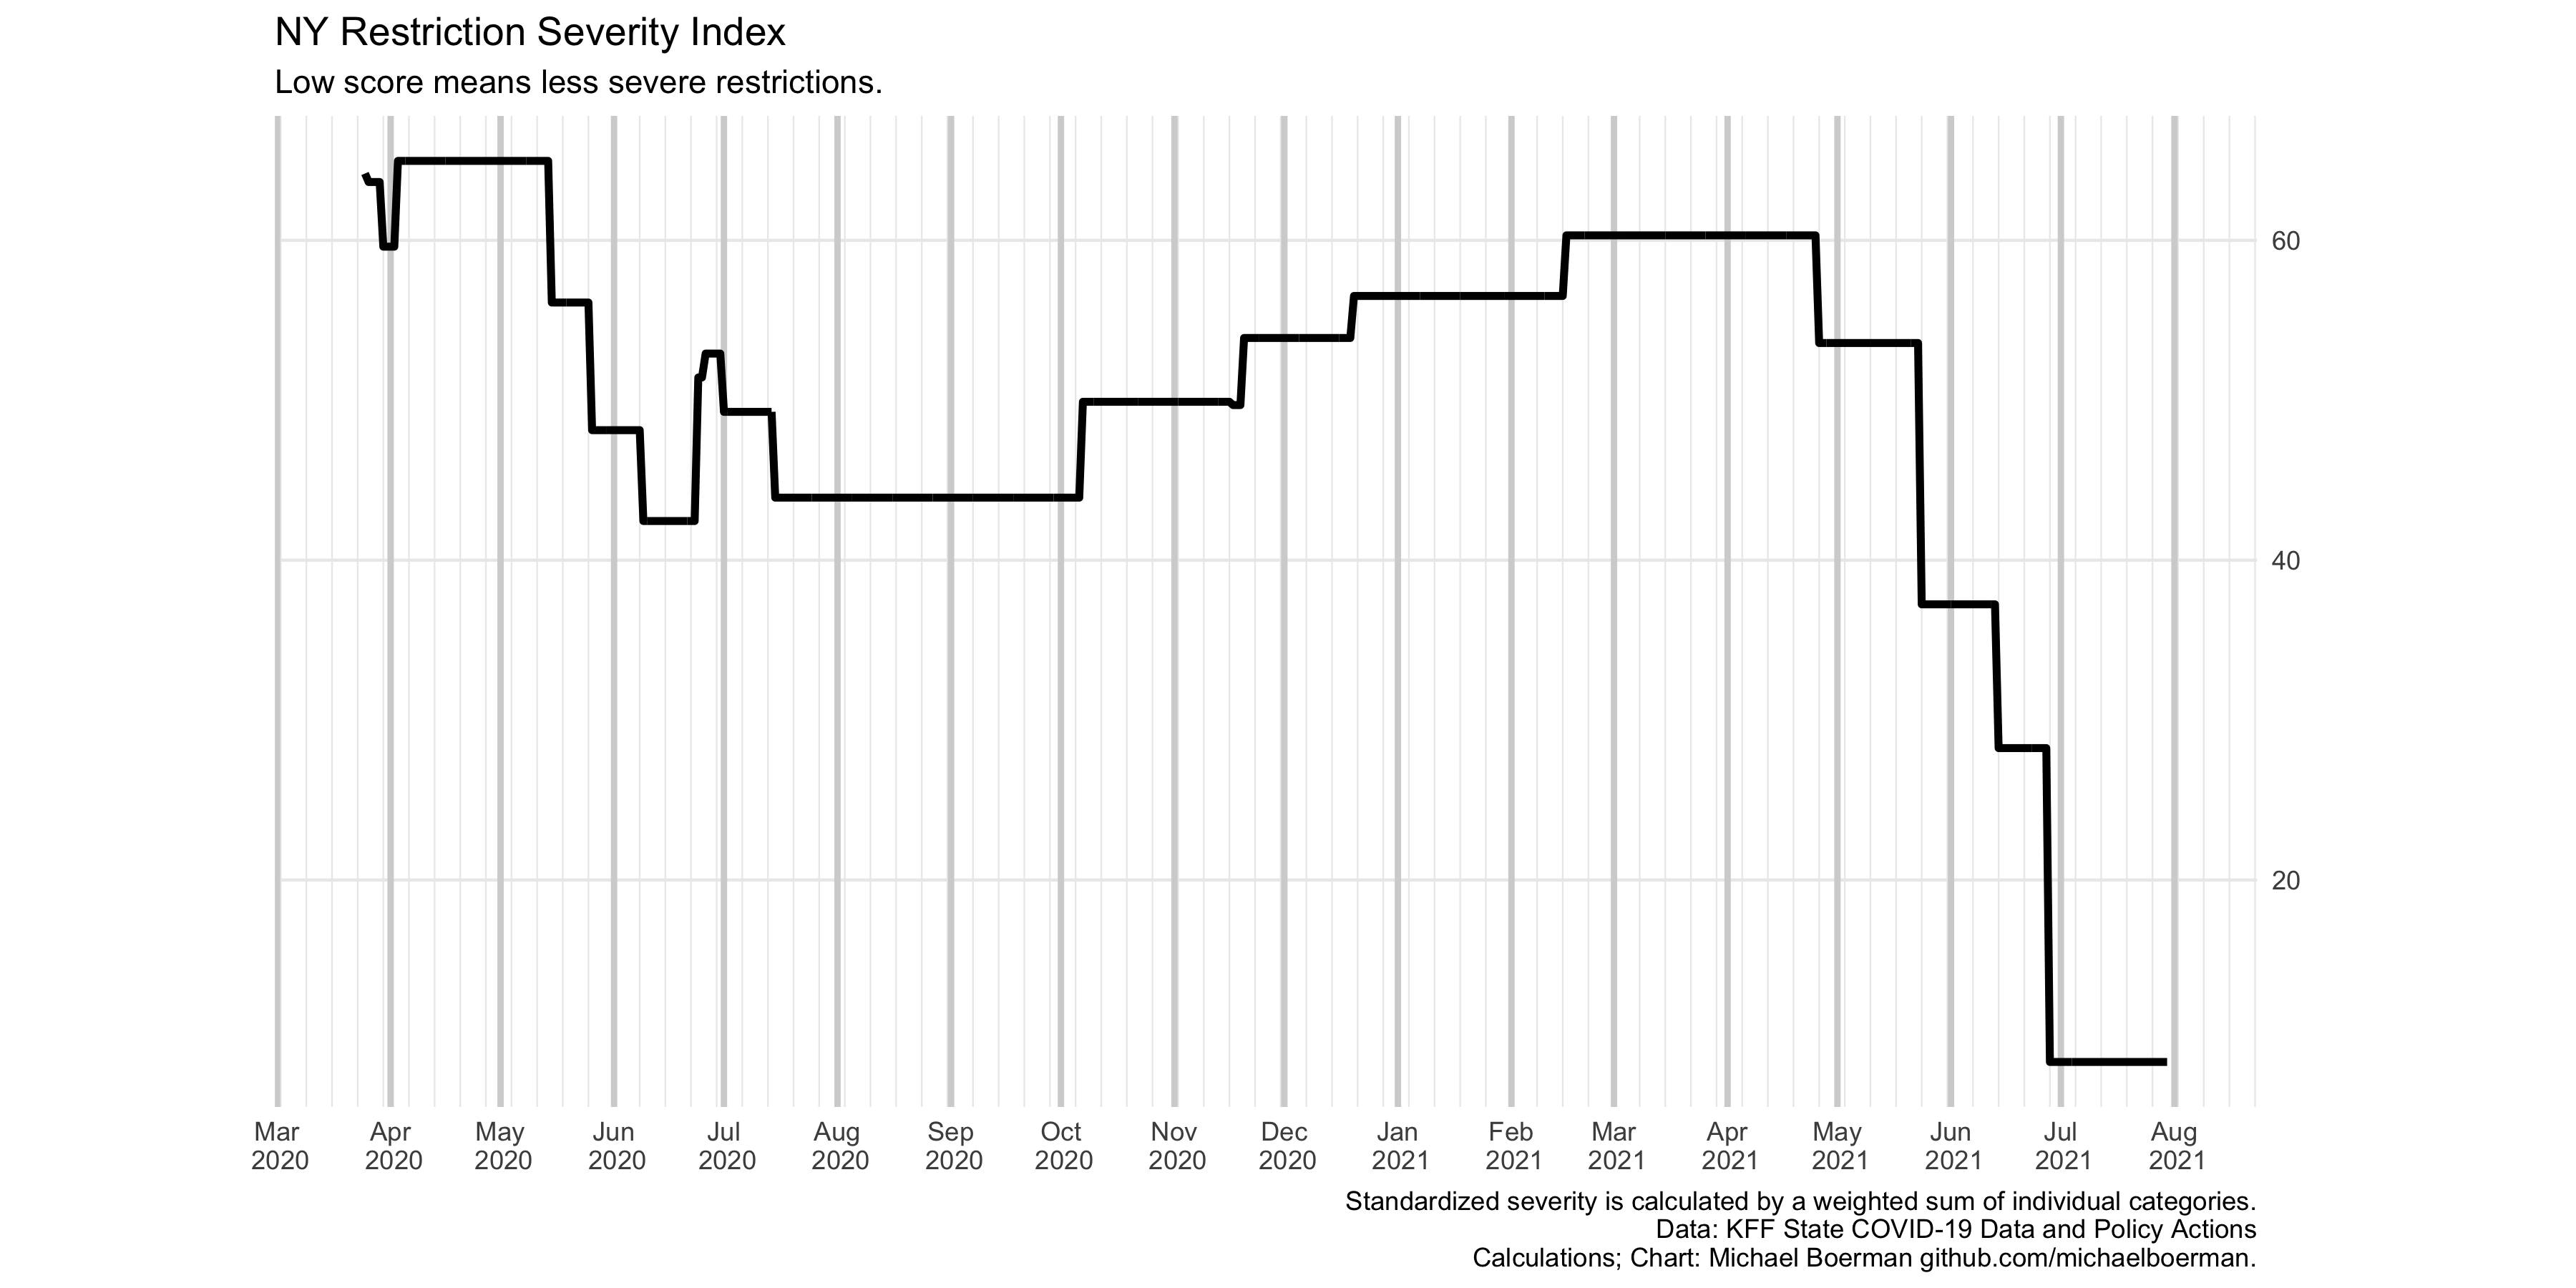 NY Restriction Severity Index
Low score means less severe restrictions.
60
40
20
Mar Apr May Jun Jul Aug Sep Oct Nov Dec Jan Feb Mar Apr May Jun Jul Aug
2020 2020 2020 2020 2020 2020 2020 2020 2020 2020 2021 2021 2021 2021 2021 2021 2021 2021
Standardized severity is calculated by a weighted sum of individual categories.
Data: KFF State COVID-19 Data and Policy Actions
Calculations; Chart: Michael Boerman github.com/michaelboerman.